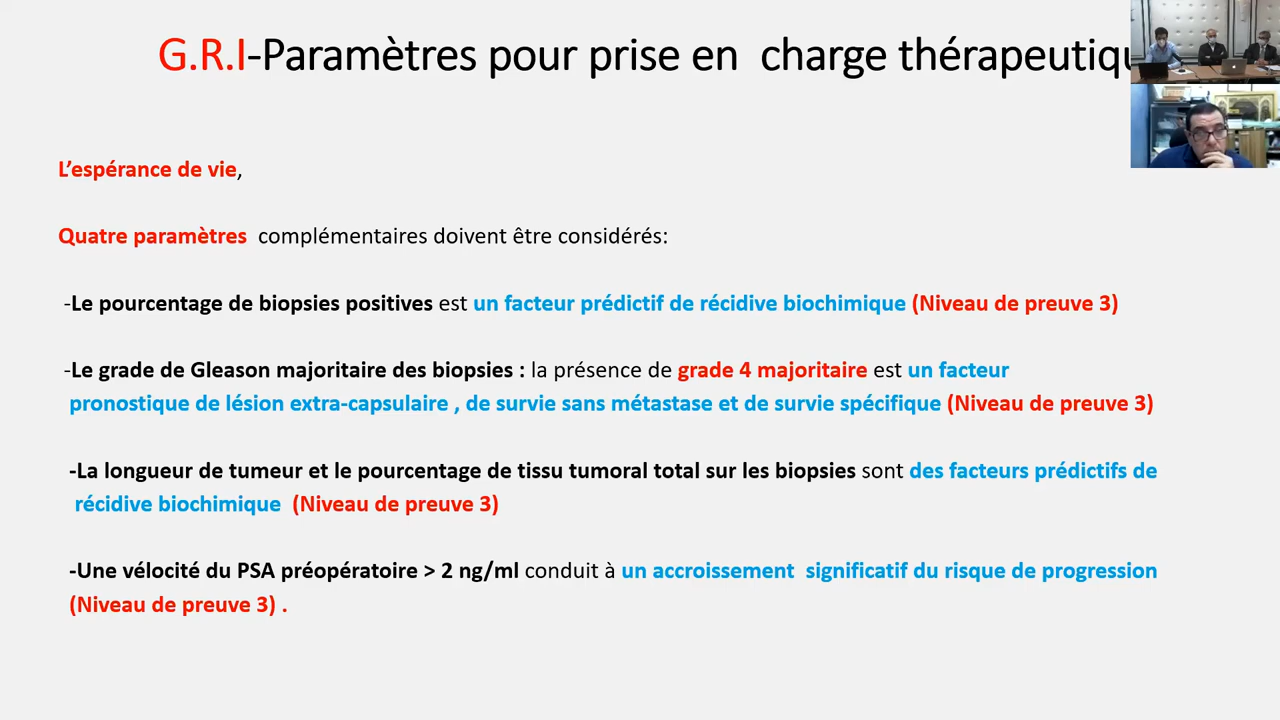 G.R.I-Paramètres pour prise en charge thérapeutiqu
L'espérance de vie,
Quatre paramètres complémentaires doivent être considérés:
-Le pourcentage de biopsies positives est un facteur prédictif de récidive biochimique (Niveau de preuve 3)
-Le grade de Gleason majoritaire des biopsies : la présence de grade 4 majoritaire est un facteur
pronostique de lésion extra-capsulaire , de survie sans métastase et de survie spécifique (Niveau de preuve 3)
-La longueur de tumeur et le pourcentage de tissu tumoral total sur les biopsies sont des facteurs prédictifs de
récidive biochimique (Niveau de preuve 3)
-Une vélocité du PSA préopératoire > 2 ng/ml conduit à un accroissement significatif du risque de progression
(Niveau de preuve 3) .